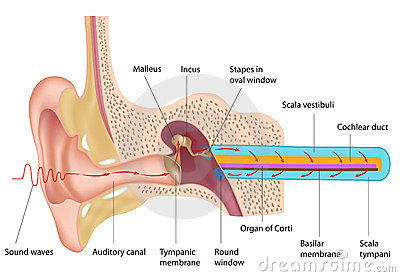 Malleus
Incus
Stapes in
oval window
Scala vestibuli
Cochlear duct
Sound waves
Auditory canal
Tympanic
membrane
Round
window
Organ of Corti
Basilar
membrane
Scala
tympani